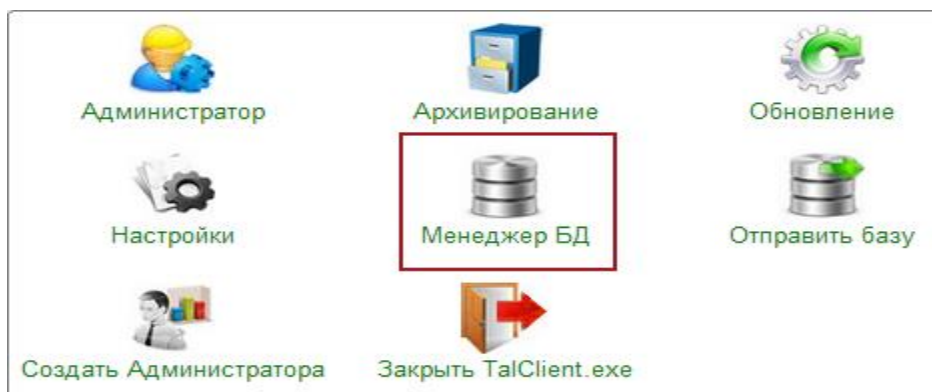 Администратор
Архивирование
Обновление
Настройки
Менеджер БД
Отправить базу
Создать Администратора
Закрыть TalClient.exe